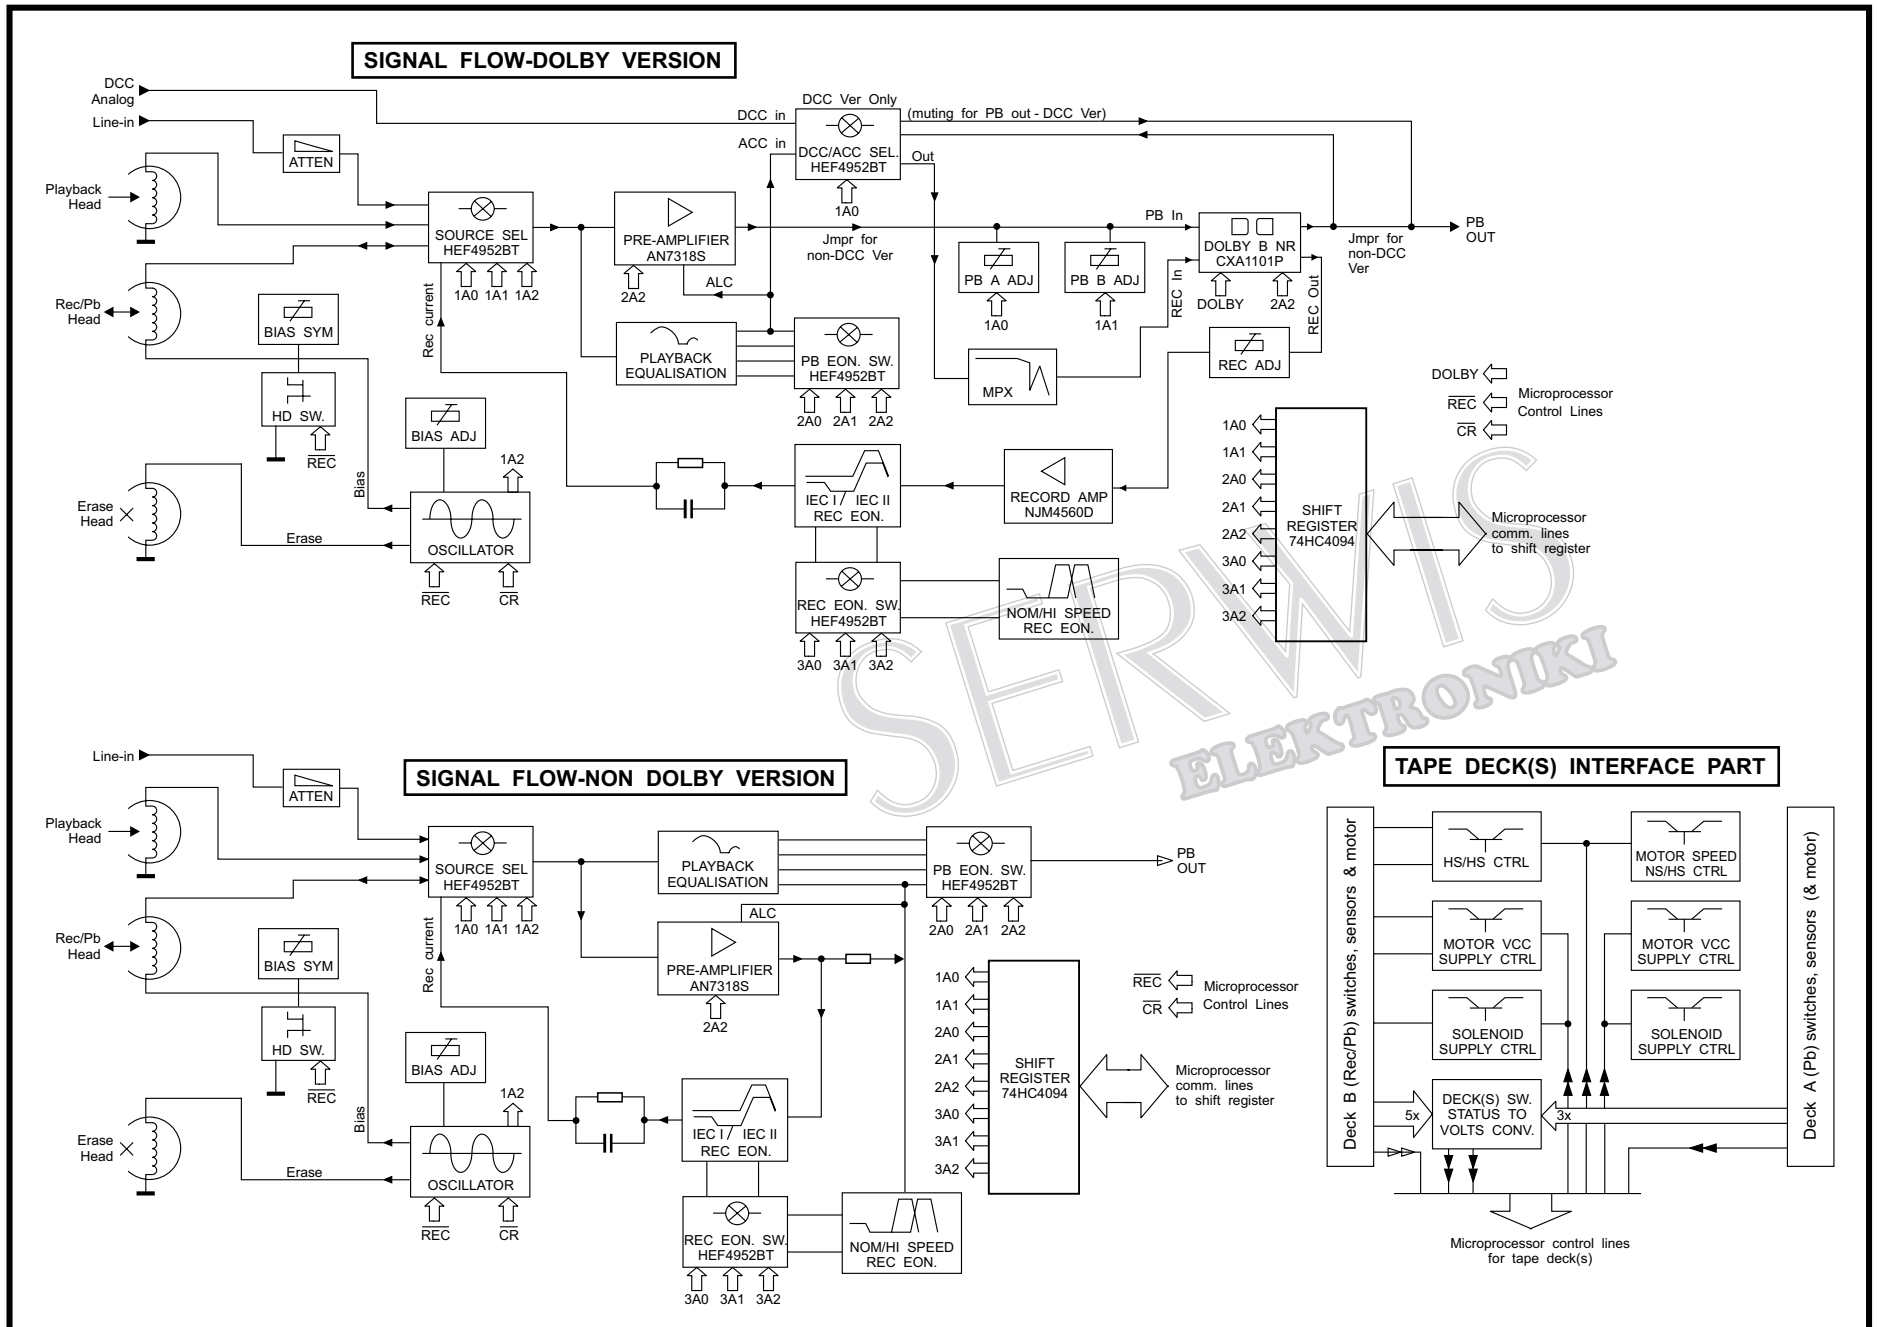 SIGNAL FLOW-DOLBY VERSION
DCC
Analog
Line-in
ATTEN
Playback
Head
Rec/Pb
Head
BIAS SYM
HD SW.
REC
Erase
Head
Erase
Bias
BIAS ADJ
1A2
OSCILLATOR
REC
CR
SOURCE SEL
HEF4952BT
1A0 1A1 1A2
Rec current
PRE-AMPLIFIER
AN7318S
2A2
ALC
PLAYBACK
EQUALISATION
PB EON. SW.
HEF4952BT
2A0 2A1 2A2
DCC Ver Only
DCC in
ACC in
DCC/ACC SEL.
HEF4952BT
1A0
(muting for PB out - DCC Ver)
Out
Jmpr for
non-DCC Ver
PB A ADJ
1A0
PB B ADJ
1A1
PB In
REC In
DOLBY B NR
CXA1101P
DOLBY
2A2
REC Out
Jmpr for
non-DCC
Ver
PB
OUT
MPX
REC ADJ
IEC I / IEC II
REC EON.
RECORD AMP
NJM4560D
REC EON. SW.
HEF4952BT
3A0 3A1 3A2
NOM/HI SPEED
REC EON.
1A0
1A1
2A0
2A1
2A2
3A0
3A1
3A2
SHIFT
REGISTER
74HC4094
DOLBY
REC
CR
Microprocessor
Control Lines
Microprocessor
comm. lines
to shift register
SERWIS
ELEKTRONIKI
SIGNAL FLOW-NON DOLBY VERSION
Line-in
ATTEN
Playback
Head
Rec/Pb
Head
BIAS SYM
HD SW.
REC
Erase
Head
Erase
Bias
BIAS ADJ
1A2
OSCILLATOR
REC
CR
SOURCE SEL
HEF4952BT
1A0 1A1 1A2
Rec current
PLAYBACK
EQUALISATION
PB EON. SW.
HEF4952BT
2A0 2A1 2A2
PB
OUT
ALC
PRE-AMPLIFIER
AN7318S
2A2
IEC I / IEC II
REC EON.
REC EON. SW.
HEF4952BT
3A0 3A1 3A2
NOM/HI SPEED
REC EON.
1A0
1A1
2A0
2A1
2A2
3A0
3A1
3A2
SHIFT
REGISTER
74HC4094
REC
CR
Microprocessor
Control Lines
Microprocessor
comm. lines
to shift register
TAPE DECK(S) INTERFACE PART
Deck B (Rec/Pb) switches, sensors & motor
HS/HS CTRL
MOTOR SPEED
NS/HS CTRL
MOTOR VCC
SUPPLY CTRL
MOTOR VCC
SUPPLY CTRL
SOLENOID
SUPPLY CTRL
SOLENOID
SUPPLY CTRL
5x
DECK(S) SW.
STATUS TO
VOLTS CONV.
3x
Deck A (Pb) switches, sensors (& motor)
Microprocessor control lines
for tape deck(s)